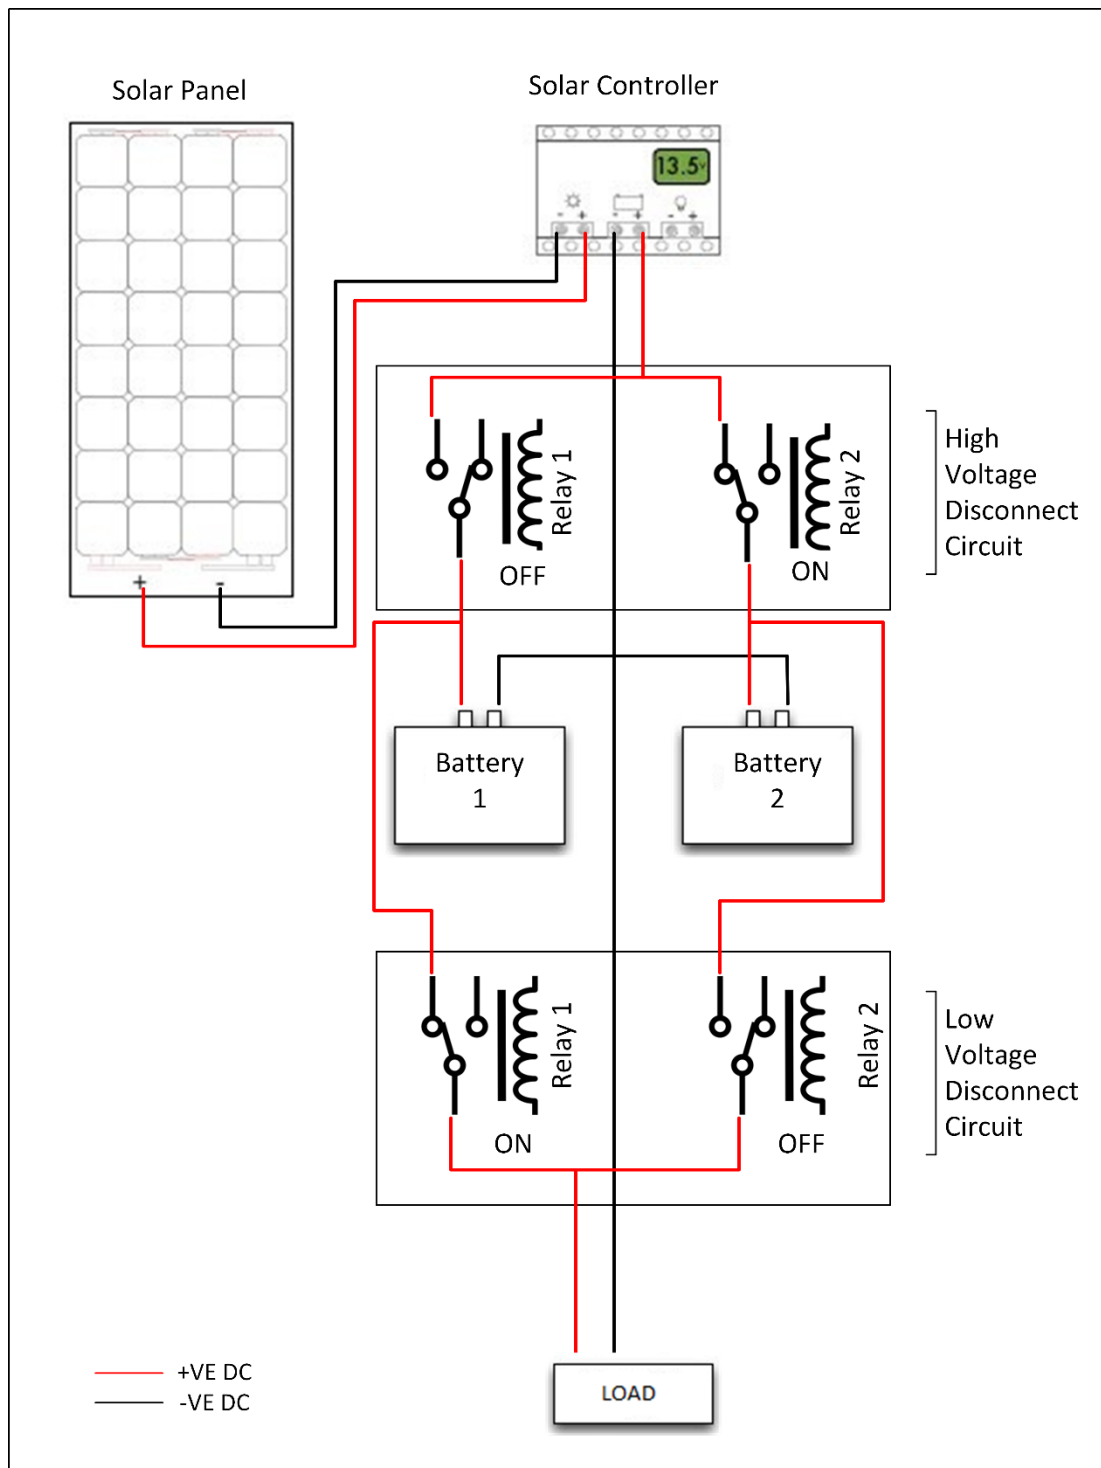 Solar Panel
Solar Controller
13.5v
- + - + - +
+ -
Relay 1
Relay 2
OFF
ON
High
Voltage
Disconnect
Circuit
Battery
1
Battery
2
Relay 1
Relay 2
ON
OFF
Low
Voltage
Disconnect
Circuit
+VE DC
-VE DC
LOAD